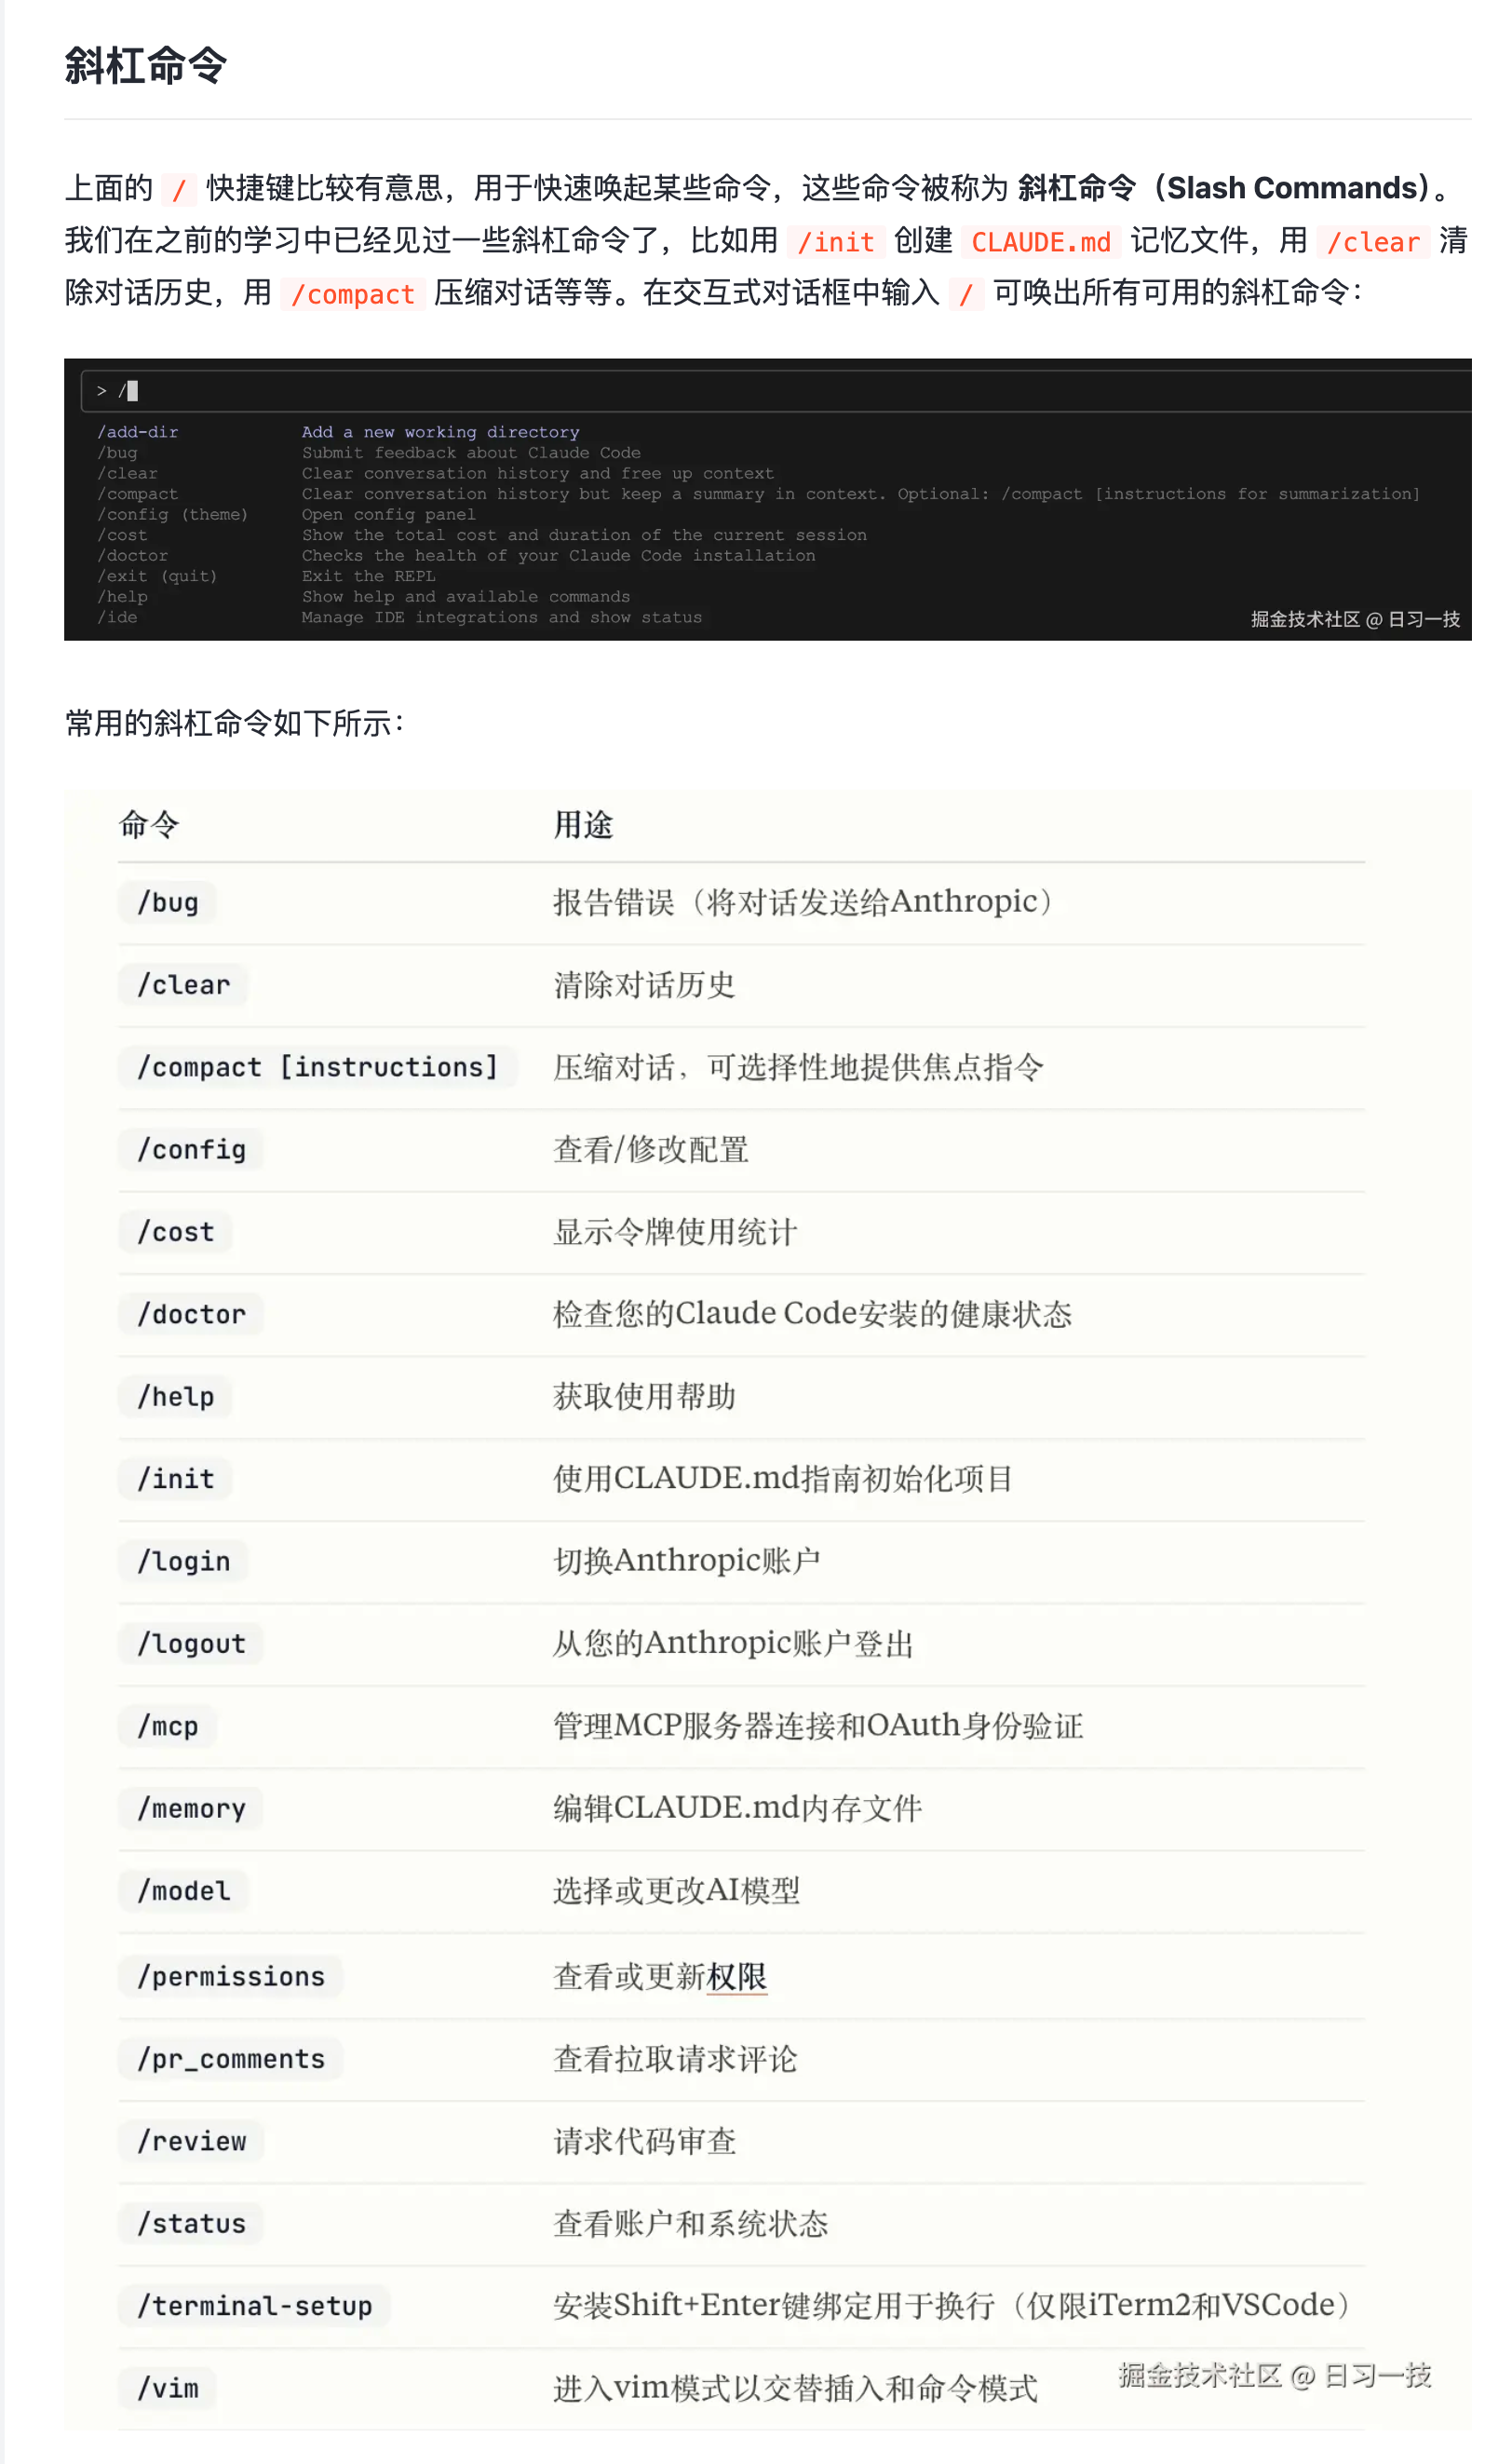 斜杠命令
上面的 / 快捷键比较有意思，用于快速唤起某些命令，这些命令被称为 斜杠命令（Slash Commands）。
我们在之前的学习中已经见过一些斜杠命令了，比如用 /init 创建 CLAUDE.md 记忆文件，用 /clear 清
除对话历史，用 /compact 压缩对话等等。在交互式对话框中输入 / 可唤出所有可用的斜杠命令：
> /
/add-dir Add a new working directory
/bug Submit feedback about Claude Code
/clear Clear conversation history and free up context
/compact Clear conversation history but keep a summary in context. Optional: /compact [instructions for summarization]
/config (theme) Open config panel
/cost Show the total cost and duration of the current session
/doctor Checks the health of your Claude Code installation
/exit (quit) Exit the REPL
/help Show help and available commands
/ide Manage IDE integrations and show status
掘金技术社区 @ 日习一技
常用的斜杠命令如下所示：
命令 用途
/bug 报告错误（将对话发送给Anthropic）
/clear 清除对话历史
/compact [instructions] 压缩对话，可选择性地提供焦点指令
/config 查看/修改配置
/cost 显示令牌使用统计
/doctor 检查您的Claude Code安装的健康状态
/help 获取使用帮助
/init 使用CLAUDE.md指南初始化项目
/login 切换Anthropic账户
/logout 从您的Anthropic账户登出
/mcp 管理MCP服务器连接和OAuth身份验证
/memory 编辑CLAUDE.md内存文件
/model 选择或更改AI模型
/permissions 查看或更新权限
/pr_comments 查看拉取请求评论
/review 请求代码审查
/status 查看账户和系统状态
/terminal-setup 安装Shift+Enter键绑定用于换行（仅限iTerm2和VSCode）
/vim 进入vim模式以交替插入和命令模式
掘金技术社区 @ 日习一技